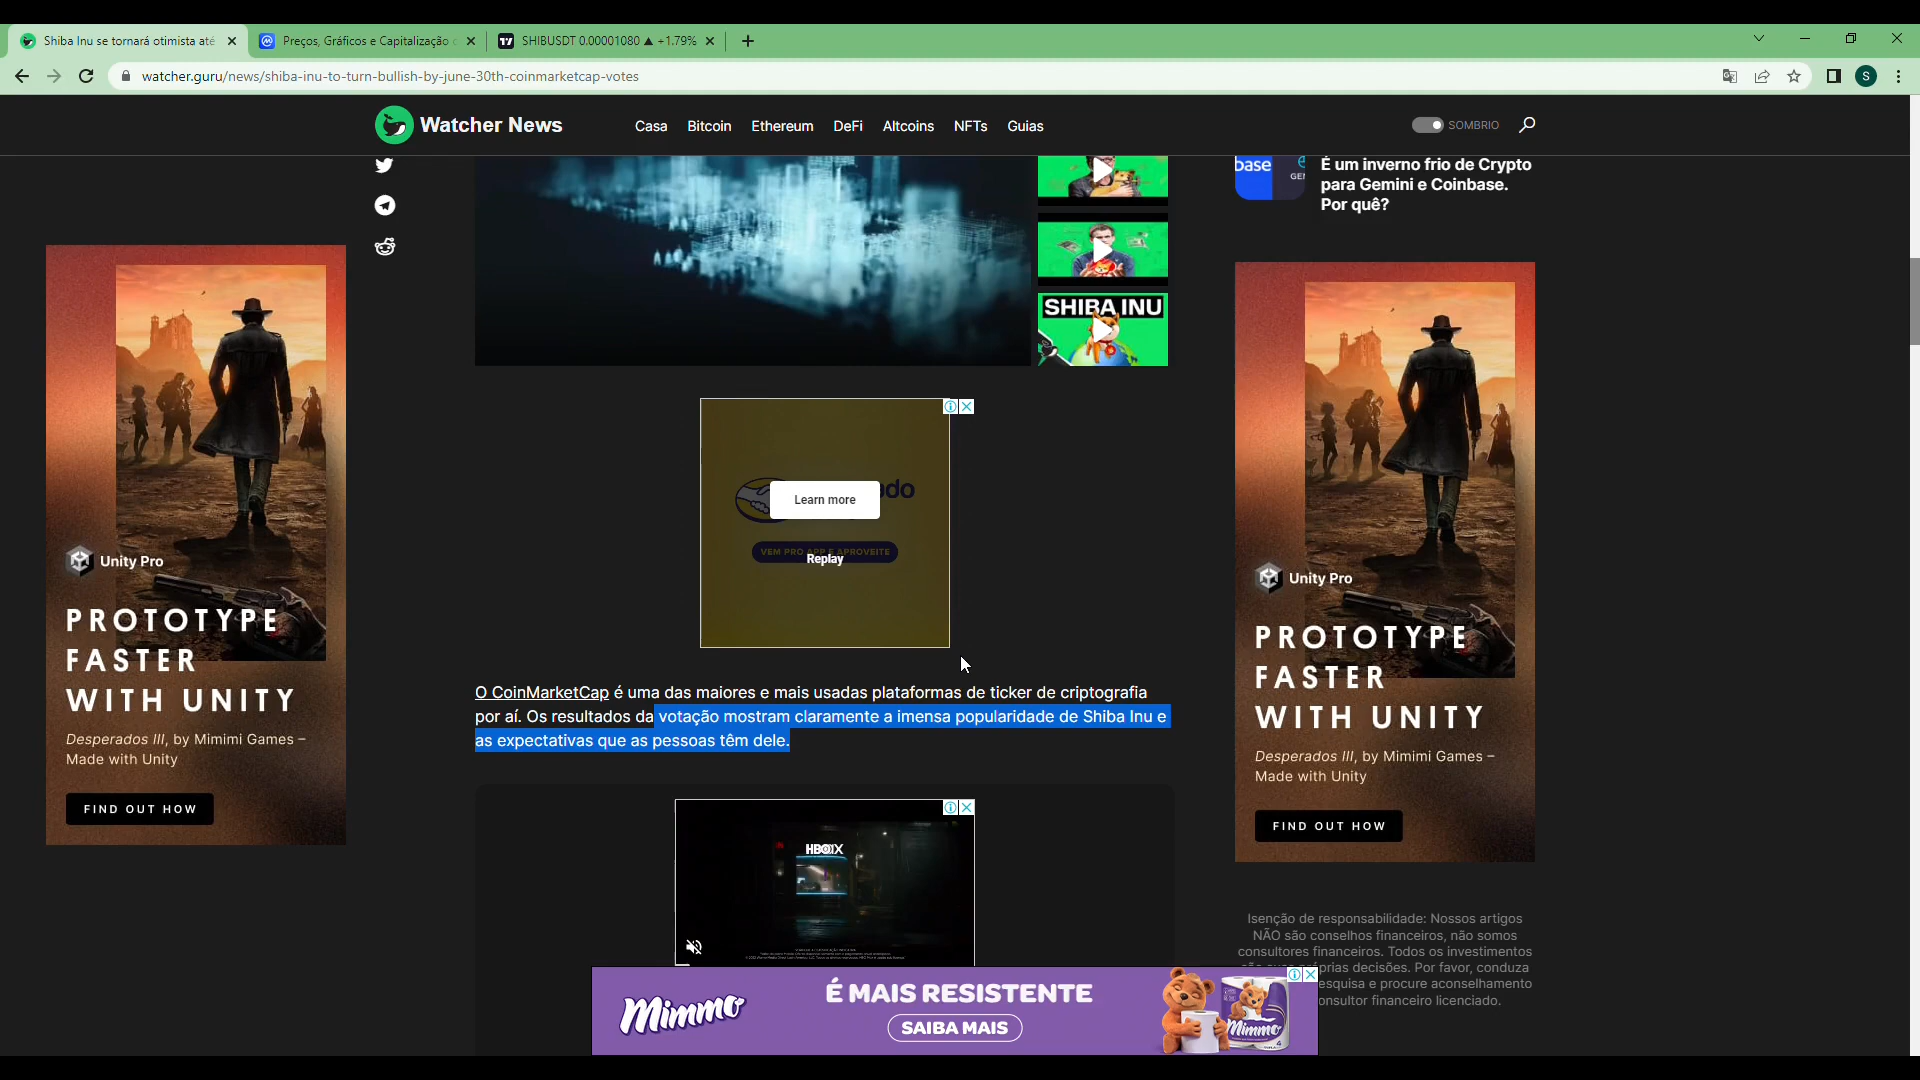 Shiba Inu se tornará otimista até
Preços, Gráficos e Capitalização
SHIBUSDT 0.00001080 ▲ +1.79%
watcher.guru/news/shiba-inu-to-turn-bullish-by-june-30th-coinmarketcap-votes
S
Watcher News
Casa Bitcoin Ethereum DeFi Altcoins NFTs Guias
SOMBRIO
base
GEM
É um inverno frio de Crypto
para Gemini e Coinbase.
Por quê?
SHIBA INU
Learn more
VEM PRO APP E APROVEITE
Replay
Unity Pro
PROTOTYPE
FASTER
WITH UNITY
Desperados III, by Mimimi Games –
Made with Unity
FIND OUT HOW
Unity Pro
PROTOTYPE
FASTER
WITH UNITY
Desperados III, by Mimimi Games –
Made with Unity
FIND OUT HOW
O CoinMarketCap é uma das maiores e mais usadas plataformas de ticker de criptografia
por aí. Os resultados da votação mostram claramente a imensa popularidade de Shiba Inu e
as expectativas que as pessoas têm dele.
Isenção de responsabilidade: Nossos artigos
NÃO são conselhos financeiros, não somos
consultores financeiros. Todos os investimentos
decisões. Por favor, conduza
e procure aconselhamento
financeiro licenciado.
Mimmo
É MAIS RESISTENTE
SAIBA MAIS
Mimmo
4